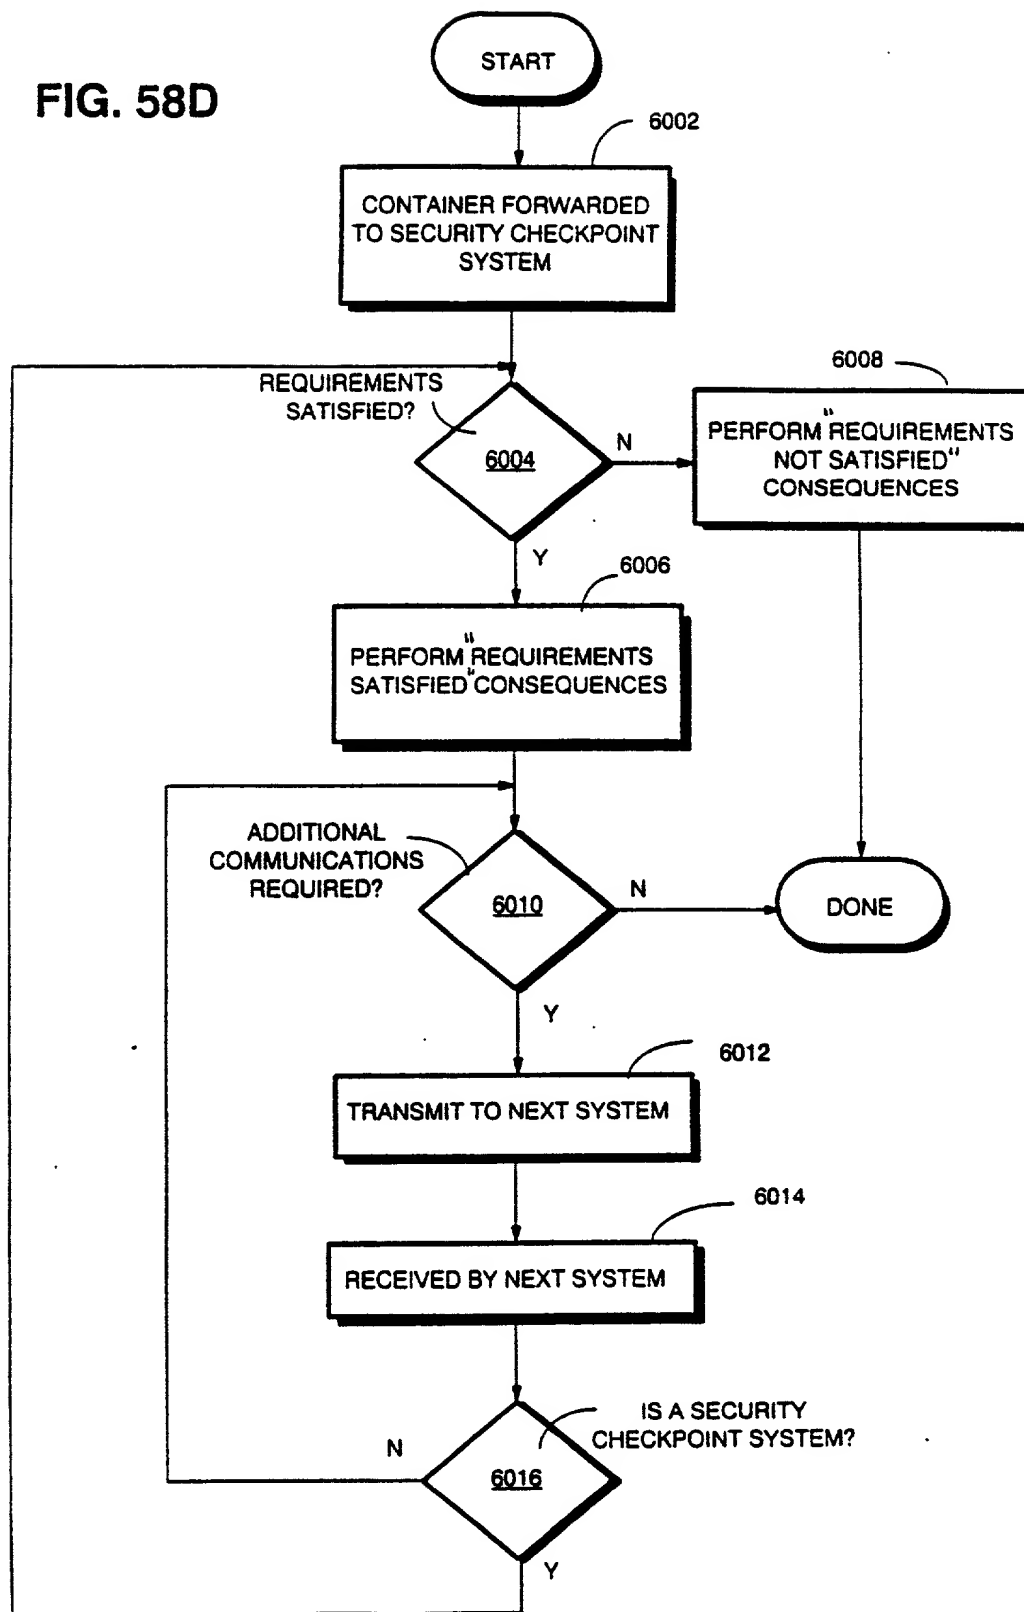 FIG. 58D
START
6002
CONTAINER FORWARDED
TO SECURITY CHECKPOINT
SYSTEM
REQUIREMENTS
SATISFIED?
6004
N
Y
6008
PERFORM "REQUIREMENTS
NOT SATISFIED"
CONSEQUENCES
6006
PERFORM "REQUIREMENTS
SATISFIED" CONSEQUENCES
ADDITIONAL
COMMUNICATIONS
REQUIRED?
6010
N
DONE
Y
6012
TRANSMIT TO NEXT SYSTEM
6014
RECEIVED BY NEXT SYSTEM
IS A SECURITY
CHECKPOINT SYSTEM?
N
6016
Y